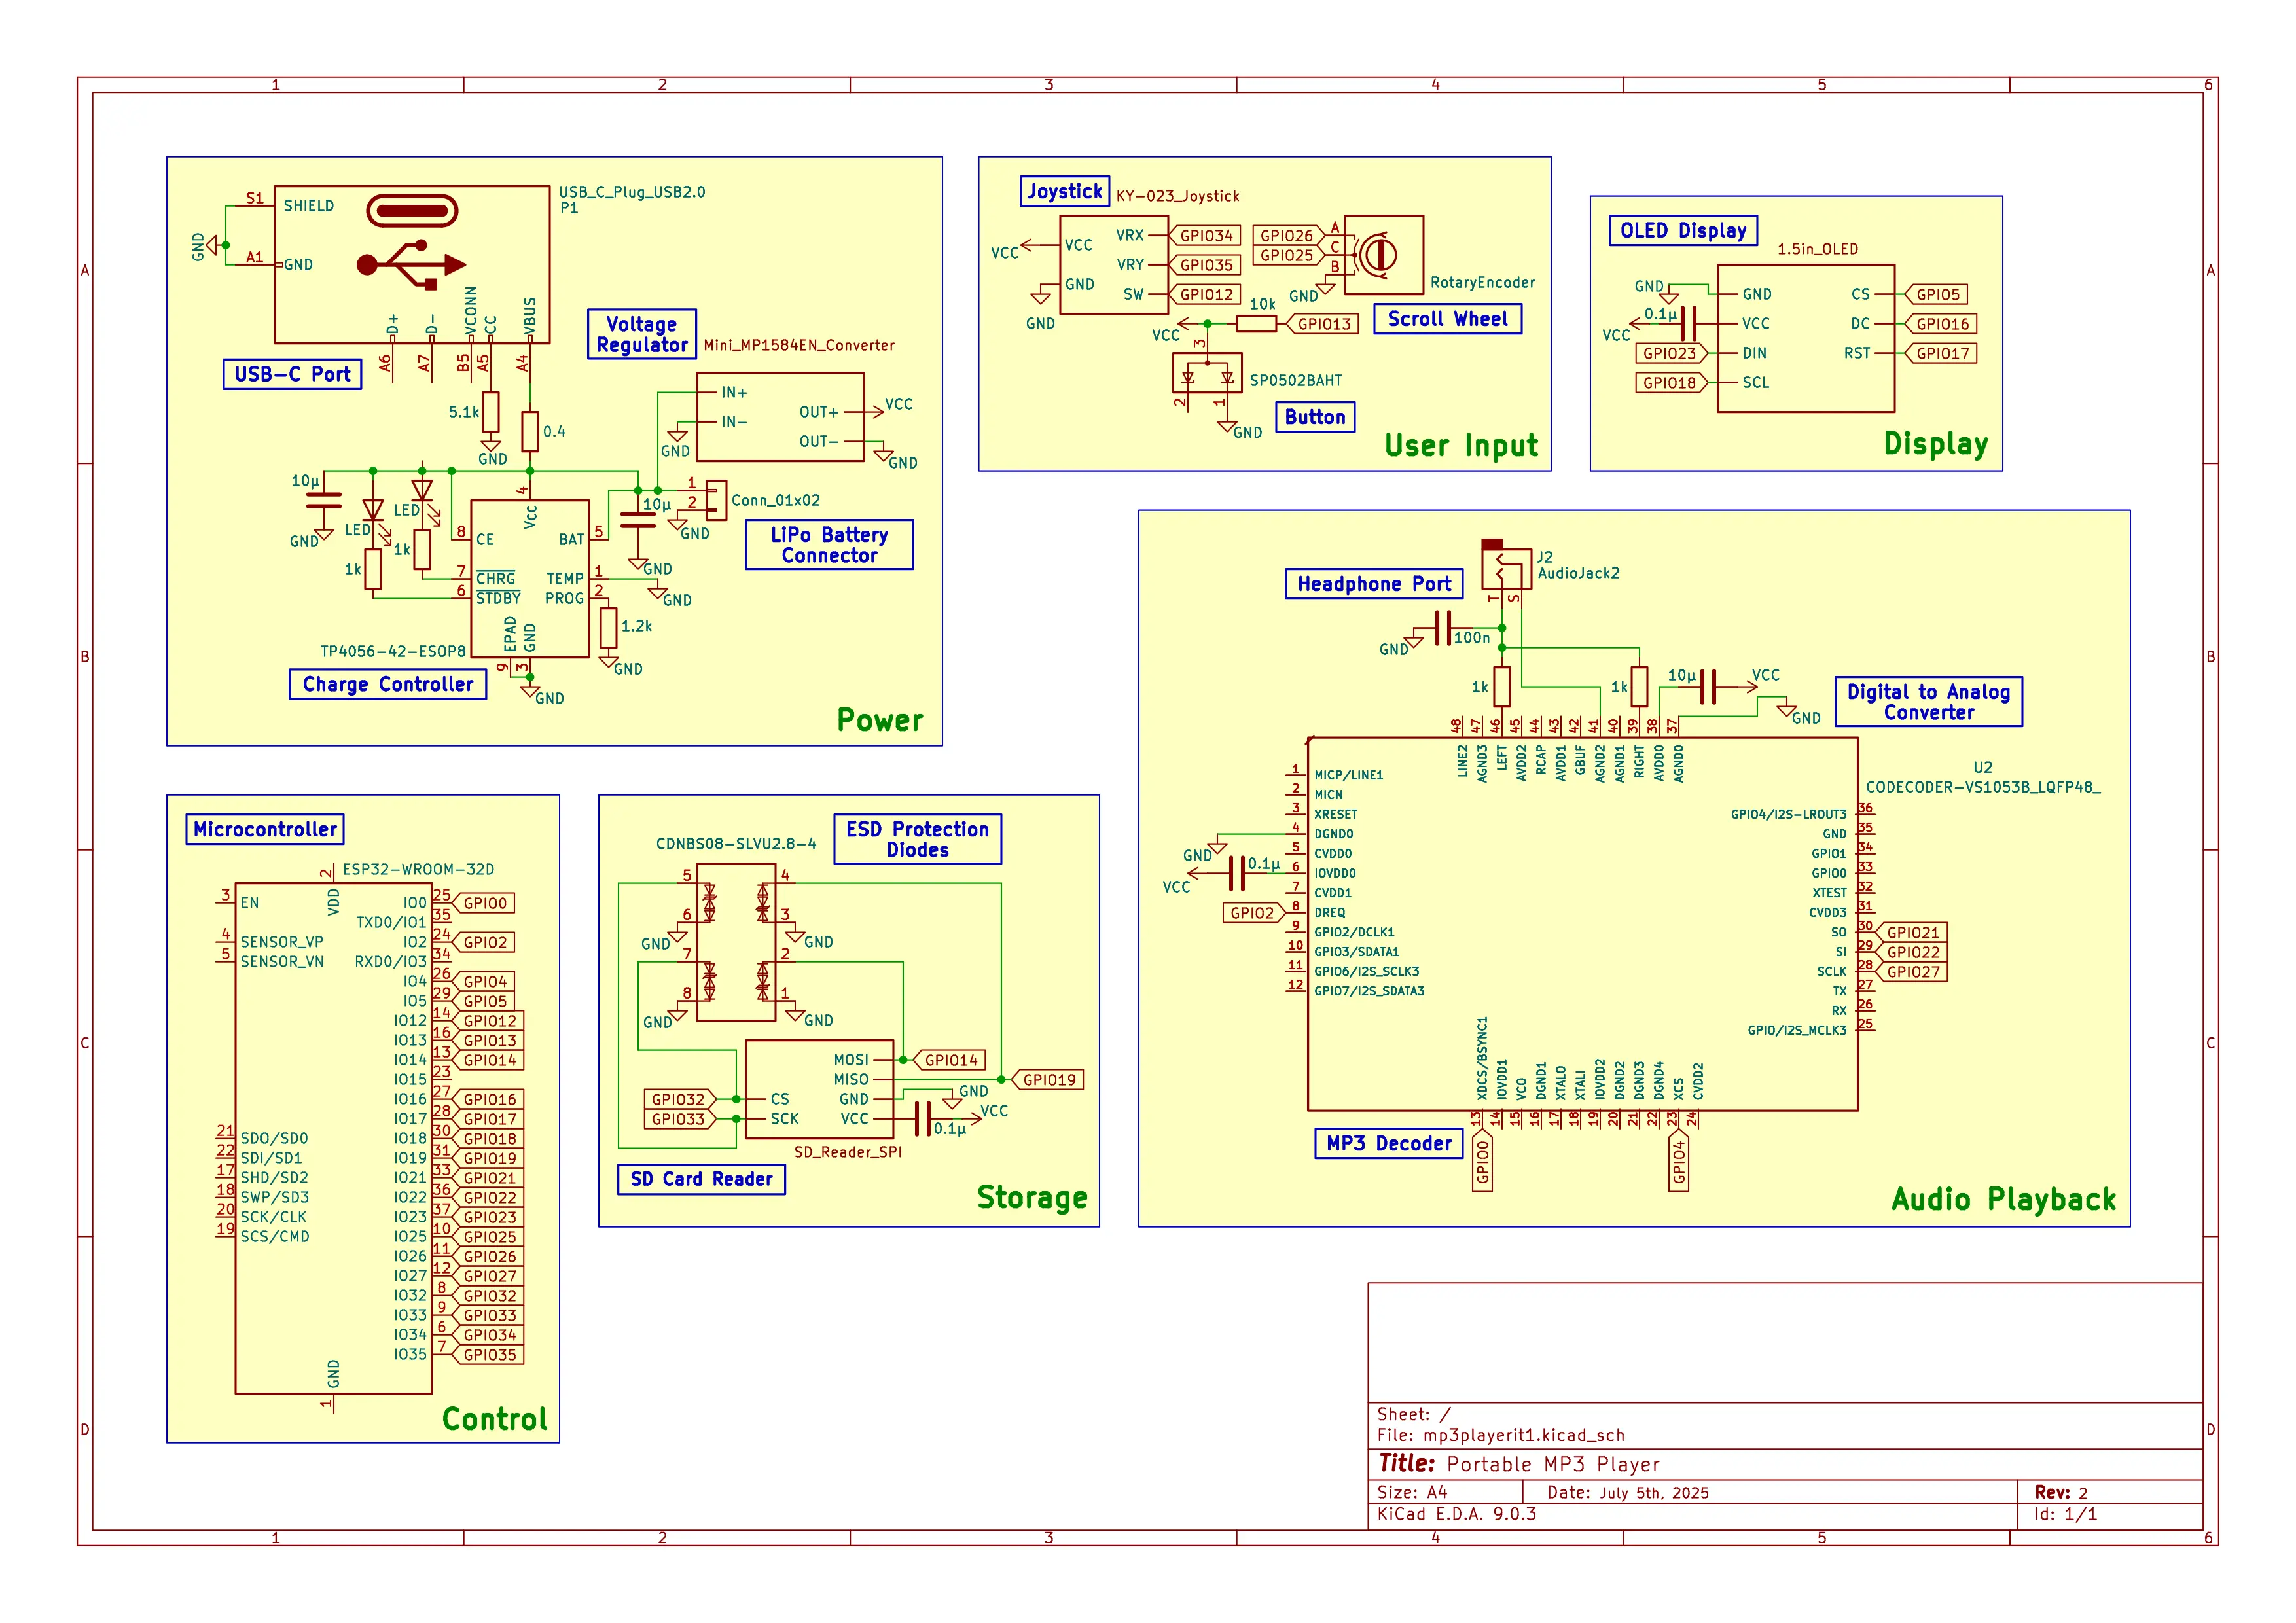 1 2 3 4 5 6
A
B
C
D
USB_C_Plug_USB2.0
P1
S1 SHIELD
GND
A1 GND
D+ D- VCONN CC VBUS
A6 A7 B5 A5 A4
USB-C Port
5.1k
GND
0.4
Voltage
Regulator
Mini_MP1584EN_Converter
IN+
IN-
GND
OUT+ VCC
OUT-
GND
10µ
GND
LED
1k
LED
1k
4
Vcc
8 CE
7 CHRG
6 STDBY
BAT 5
TEMP 1
PROG 2
EPAD GND
9 3
GND
TP4056-42-ESOP8
Charge Controller
10µ
GND
GND
1.2k
GND
1
2
GND
Conn_01x02
LiPo Battery
Connector
Power
Joystick
KY-023_Joystick
VCC VCC
GND
GND
VRX GPIO34
VRY GPIO35
SW GPIO12
GPIO26 A
GPIO25 C
B
GND
RotaryEncoder
Scroll Wheel
10k
VCC GPIO13
3
SP0502BAHT
2 1
GND
Button
User Input
OLED Display
1.5in_OLED
GND GND
0.1µ
VCC VCC
GPIO23 DIN
GPIO18 SCL
CS GPIO5
DC GPIO16
RST GPIO17
Display
Microcontroller
ESP32-WROOM-32D
2
VDD
3 EN
4 SENSOR_VP
5 SENSOR_VN
21 SDO/SD0
22 SDI/SD1
17 SHD/SD2
18 SWP/SD3
20 SCK/CLK
19 SCS/CMD
IO0 25 GPIO0
TXD0/IO1 35
IO2 24 GPIO2
RXD0/IO3 34
IO4 26 GPIO4
IO5 29 GPIO5
IO12 14 GPIO12
IO13 16 GPIO13
IO14 13 GPIO14
IO15 23
IO16 27 GPIO16
IO17 28 GPIO17
IO18 30 GPIO18
IO19 31 GPIO19
IO21 33 GPIO21
IO22 36 GPIO22
IO23 37 GPIO23
IO25 10 GPIO25
IO26 11 GPIO26
IO27 12 GPIO27
IO32 8 GPIO32
IO33 9 GPIO33
IO34 6 GPIO34
IO35 7 GPIO35
GND
1
Control
ESD Protection
Diodes
CDNBS08-SLVU2.8-4
5 4
6 3
GND GND
7 2
8 1
GND GND
MOSI GPIO14
MISO GPIO19
GND GND
VCC 0.1µ VCC
GPIO32 CS
GPIO33 SCK
SD_Reader_SPI
SD Card Reader
Storage
J2
AudioJack2
Headphone Port
T S
GND 100n
1k
1k
10µ VCC
GND
Digital to Analog
Converter
48 47 46 45 44 43 42 41 40 39 38 37
LINE2 AGND3 LEFT AVDD2 RCAP AVDD1 GBUF AGND2 AGND1 RIGHT AVDD0 AGND0
U2
CODECODER-VS1053B_LQFP48_
1 MICP/LINE1
2 MICN
3 XRESET
4 DGND0
GND
5 CVDD0
VCC 0.1µ 6 IOVDD0
7 CVDD1
GPIO2 8 DREQ
9 GPIO2/DCLK1
10 GPIO3/SDATA1
11 GPIO6/I2S_SCLK3
12 GPIO7/I2S_SDATA3
GPIO4/I2S-LROUT3 36
GND 35
GPIO1 34
GPIO0 33
XTEST 32
CVDD3 31
SO 30 GPIO21
SI 29 GPIO22
SCLK 28 GPIO27
TX 27
RX 26
GPIO/I2S_MCLK3 25
XDCS/BSYNC1 IOVDD1 VCO DGND1 XTALO XTALI IOVDD2 DGND2 DGND3 DGND4 XCS CVDD2
13 14 15 16 17 18 19 20 21 22 23 24
GPIO0 GPIO4
MP3 Decoder
Audio Playback
Sheet: /
File: mp3playerit1.kicad_sch
Title: Portable MP3 Player
Size: A4 Date: July 5th, 2025 Rev: 2
KiCad E.D.A. 9.0.3 Id: 1/1
A
B
C
D
1 2 3 4 5 6